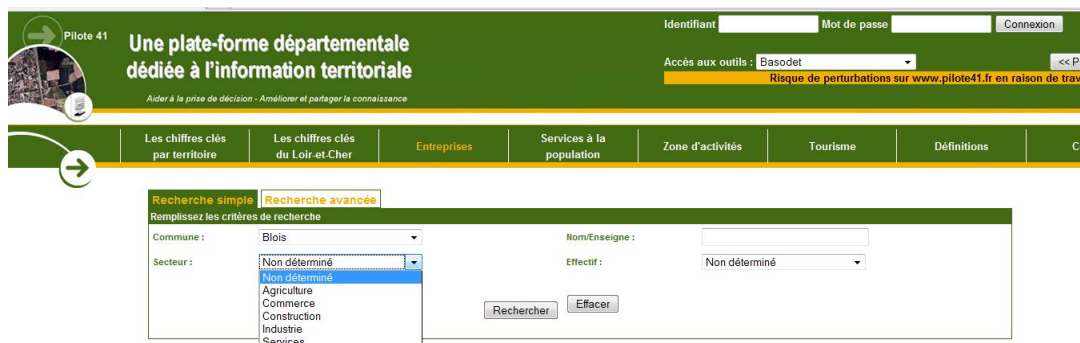 Pilote 41
Identifiant
Mot de passe
Connexion
Une plate-forme départementale
dédiée à l'information territoriale
Accès aux outils : Basodet
<< P
Risque de perturbations sur www.pilote41.fr en raison de trav
Aider à la prise de décision - Améliorer et partager la connaissance
Les chiffres clés
par territoire
Les chiffres clés
du Loir-et-Cher
Entreprises
Services à la
population
Zone d'activités
Tourisme
Définitions
C
Recherche simple
Recherche avancée
Remplissez les critères de recherche
Commune :
Blois
Nom/Enseigne :
Secteur :
Non déterminé
Effectif :
Non déterminé
Non déterminé
Agriculture
Commerce
Construction
Industrie
Services
Rechercher
Effacer